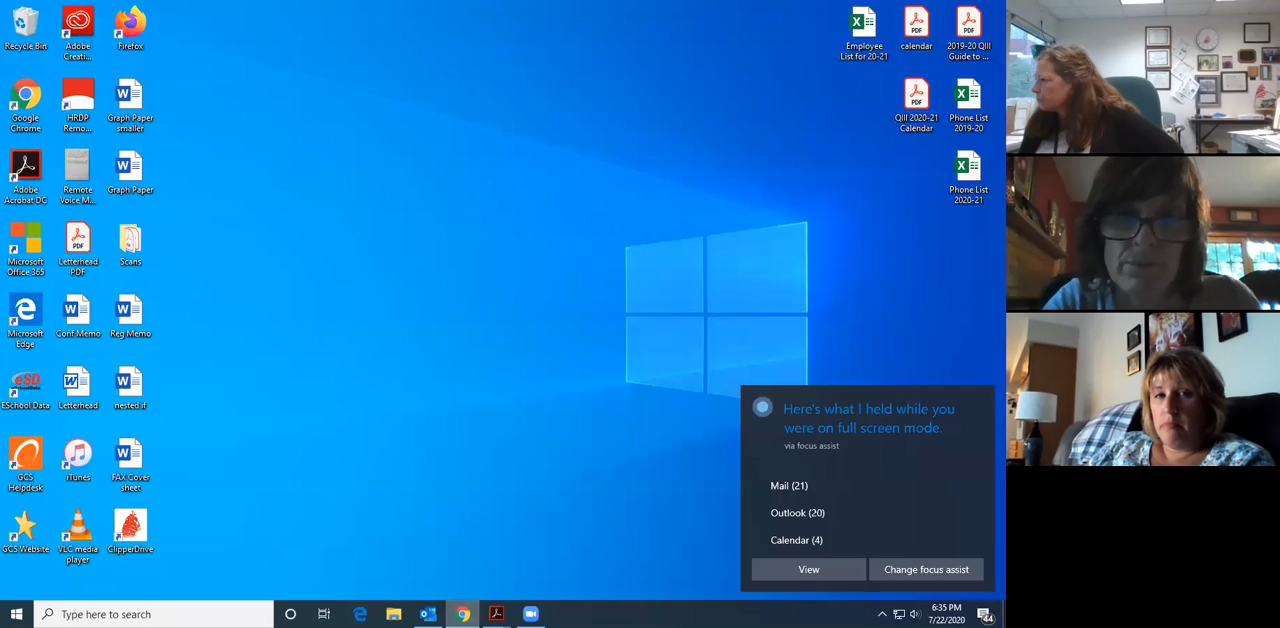 Recycle Bin
Adobe
Creati...
Firefox
Google
Chrome
HRDP
Remo...
Graph Paper
smaller
Adobe
Acrobat DC
Remote
Voice M...
Graph Paper
Microsoft
Office 365
PDF
Letterhead
PDF
Scans
Microsoft
Edge
Conf Memo
Reg Memo
eSD
ESchool Data
Letterhead
nested if
GCS
Helpdesk
iTunes
FAX Cover
sheet
GCS Website
VLC media
player
ClipperDrive
Employee
List for 20-21
PDF
calendar
PDF
2019-20 QIII
Guide to ...
PDF
QIII 2020-21
Calendar
Phone List
2019-20
Phone List
2020-21
Here's what I held while you
were on full screen mode.
via focus assist
Mail (21)
Outlook (20)
Calendar (4)
View
Change focus assist
Type here to search
6:35 PM
7/22/2020
44